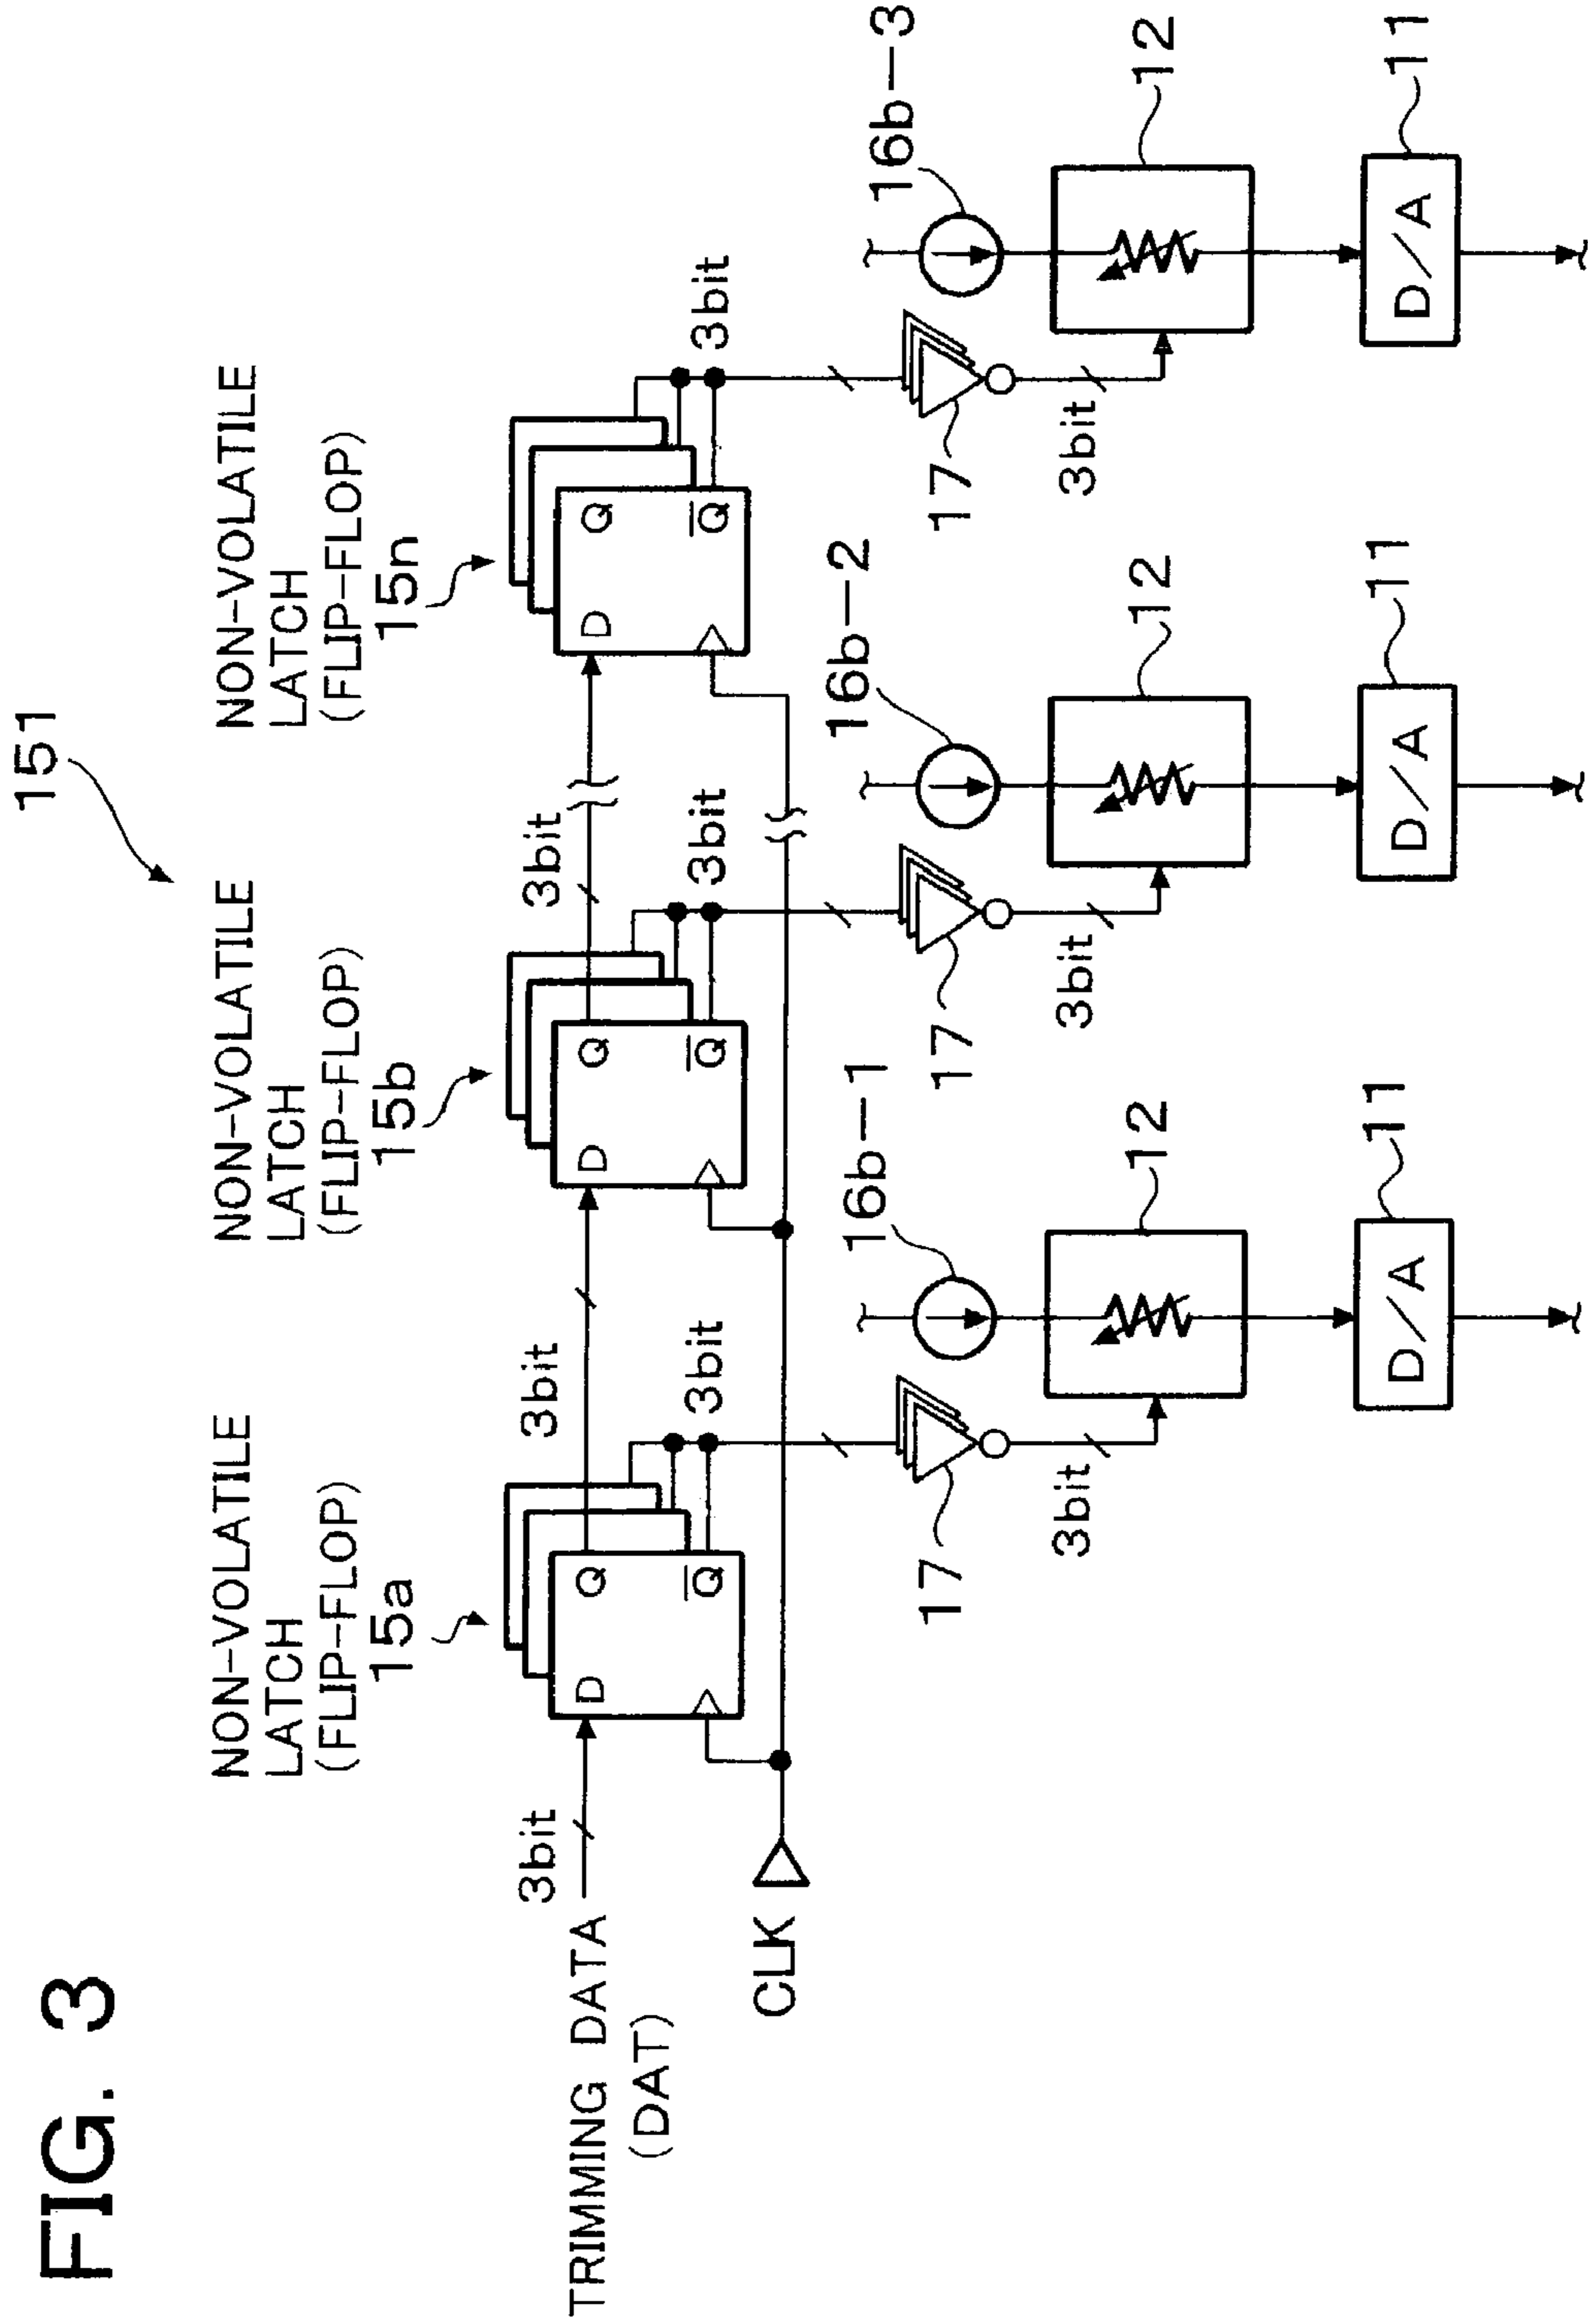 FIG. 3
151
NON-VOLATILE
LATCH
(FLIP-FLOP)
15a
NON-VOLATILE
LATCH
(FLIP-FLOP)
15b
NON-VOLATILE
LATCH
(FLIP-FLOP)
15n
3bit
3bit
3bit
TRIMMING DATA
(DAT)
D
Q
Q̅
D
Q
Q̅
D
Q
Q̅
3bit
3bit
3bit
CLK
16b-1
16b-2
16b-3
17
17
17
3bit
3bit
3bit
12
12
12
D/A
11
D/A
11
D/A
11